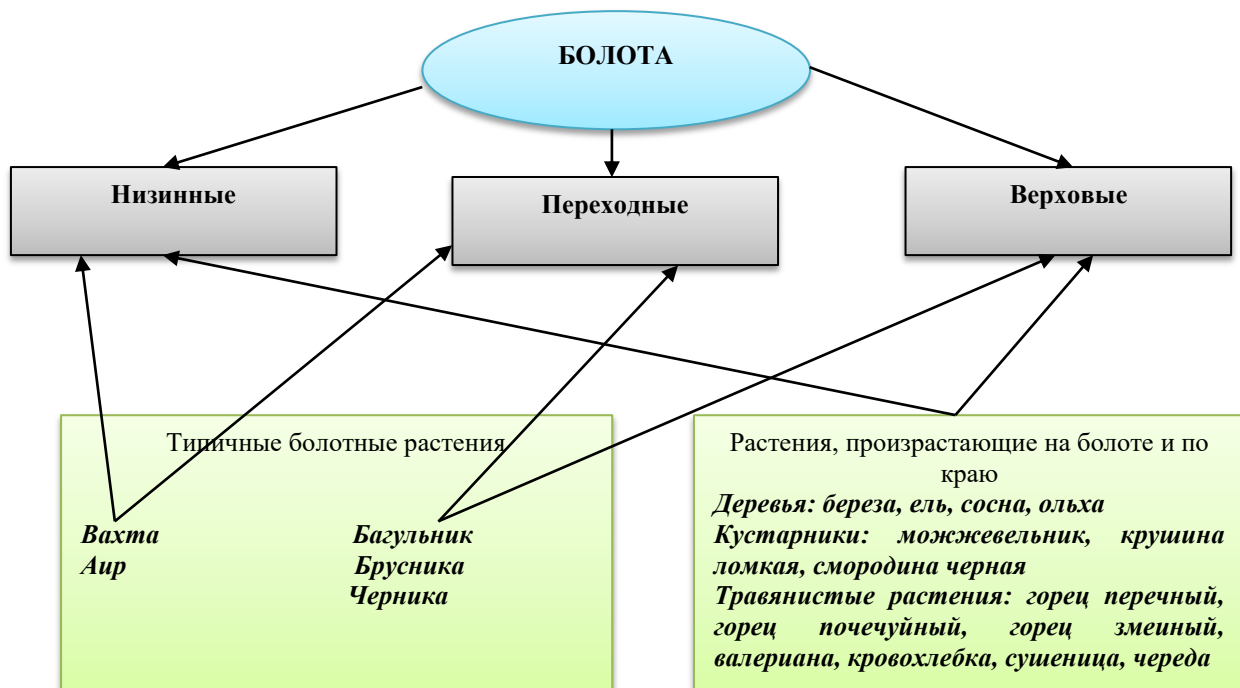 БОЛОТА
Низинные
Переходные
Верховые
Типичные болотные растения
Вахта
Аир
Багульник
Брусника
Черника
Растения, произрастающие на болоте и по
краю
Деревья: береза, ель, сосна, ольха
Кустарники: можжевельник, крушина
ломкая, смородина черная
Травянистые растения: горец перечный,
горец почечуйный, горец змеиный,
валериана, кровохлебка, сушеница, череда